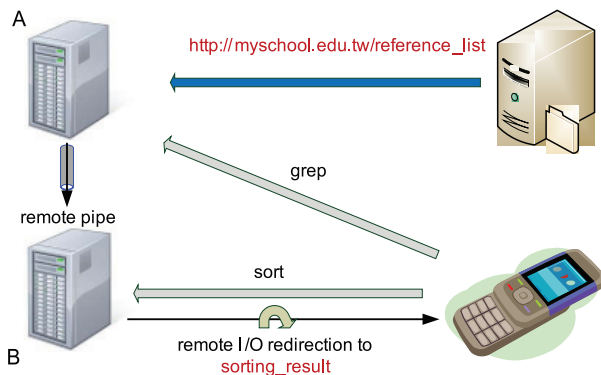 A
http://myschool.edu.tw/reference_list
grep
remote pipe
sort
remote I/O redirection to
sorting_result
B